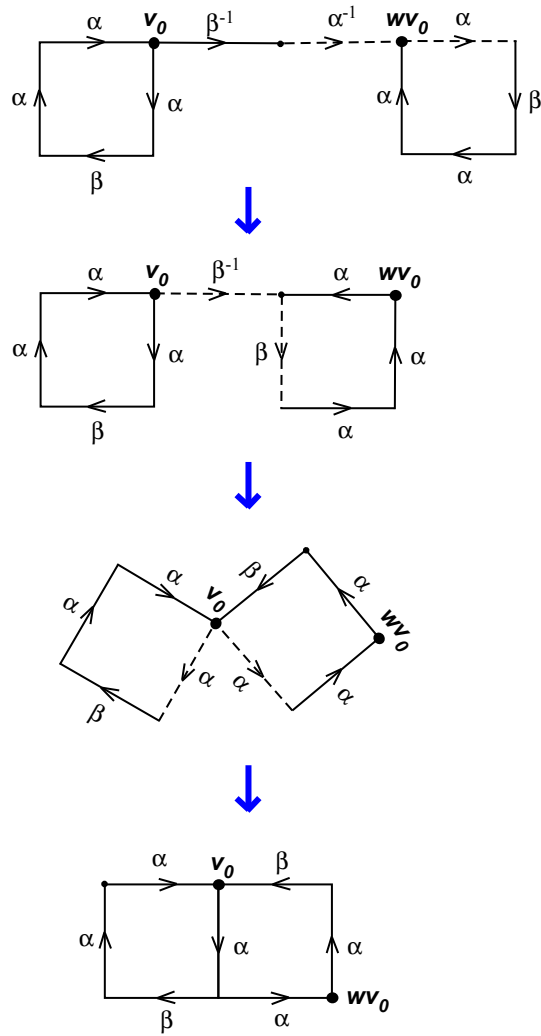 α v₀ β⁻¹ α⁻¹ wv₀ α
α α α β
β α
α v₀ β⁻¹ α wv₀
α α β α
β α
α v₀ β α
α α α wv₀
β α
α v₀ β
α α α
β α wv₀